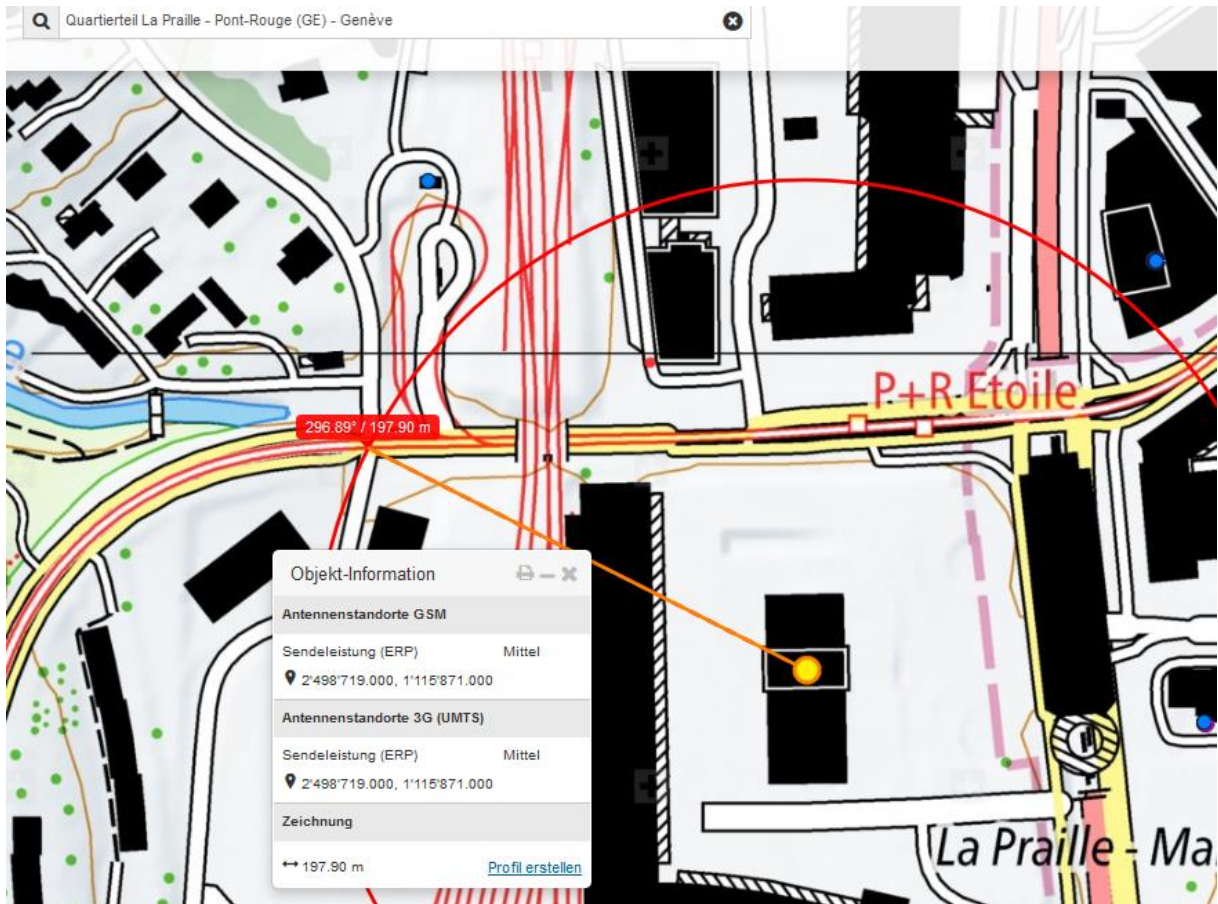 Quartierteil La Praille - Pont-Rouge (GE) - Genève
P+R Etoile
296.89° / 197.90 m
Objekt-Information
Antennenstandorte GSM
Sendeleistung (ERP) Mittel
2'498'719.000, 1'115'871.000
Antennenstandorte 3G (UMTS)
Sendeleistung (ERP) Mittel
2'498'719.000, 1'115'871.000
Zeichnung
197.90 m Profil erstellen
La Praille - Ma